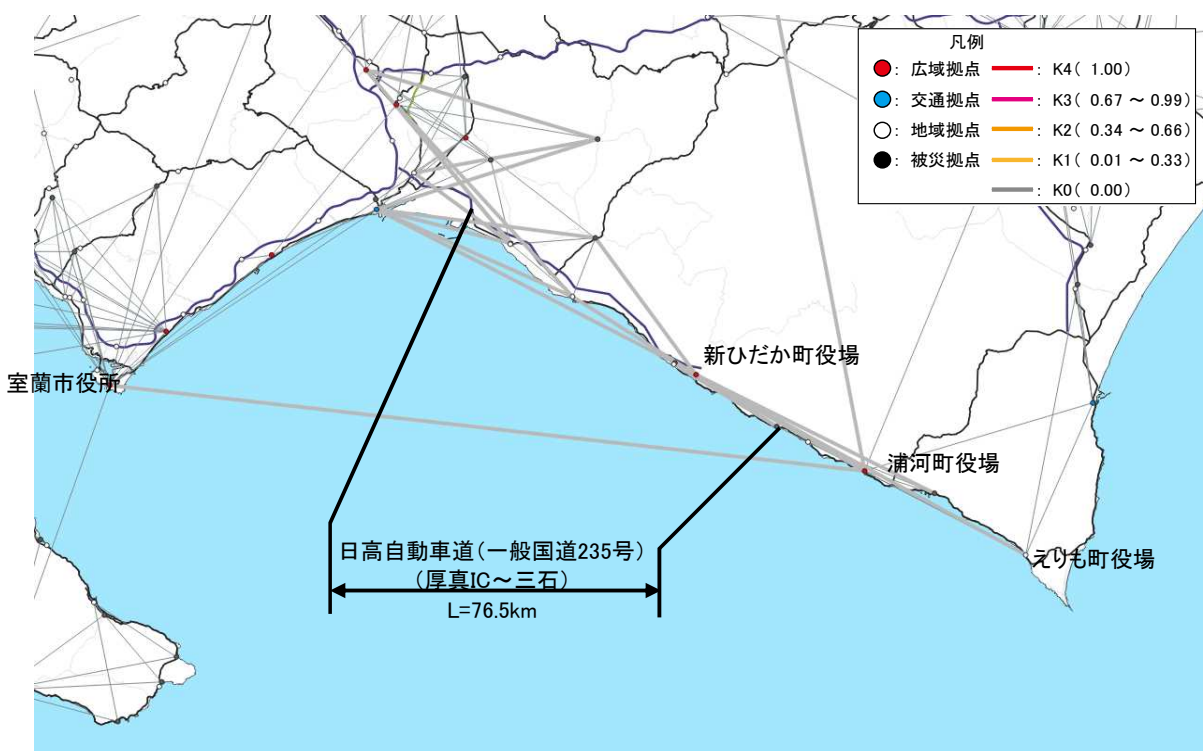 凡例
●: 広域拠点 ━: K4( 1.00)
●: 交通拠点 ━: K3( 0.67 ~ 0.99)
○: 地域拠点 ━: K2( 0.34 ~ 0.66)
●: 被災拠点 ━: K1( 0.01 ~ 0.33)
━: K0( 0.00)
新ひだか町役場
室蘭市役所
浦河町役場
えりも町役場
日高自動車道(一般国道235号)
(厚真IC~三石)
L=76.5km